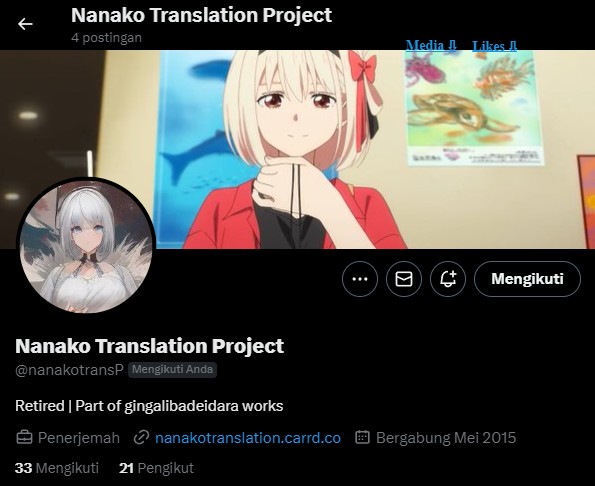 Nanako Translation Project
4 postingan
Media Likes
Mengikuti
Nanako Translation Project
@nanakotransP Mengikuti Anda
Retired | Part of gingalibadeidara works
Penerjemah nanakotranslation.carrd.co Bergabung Mei 2015
33 Mengikuti 21 Pengikut